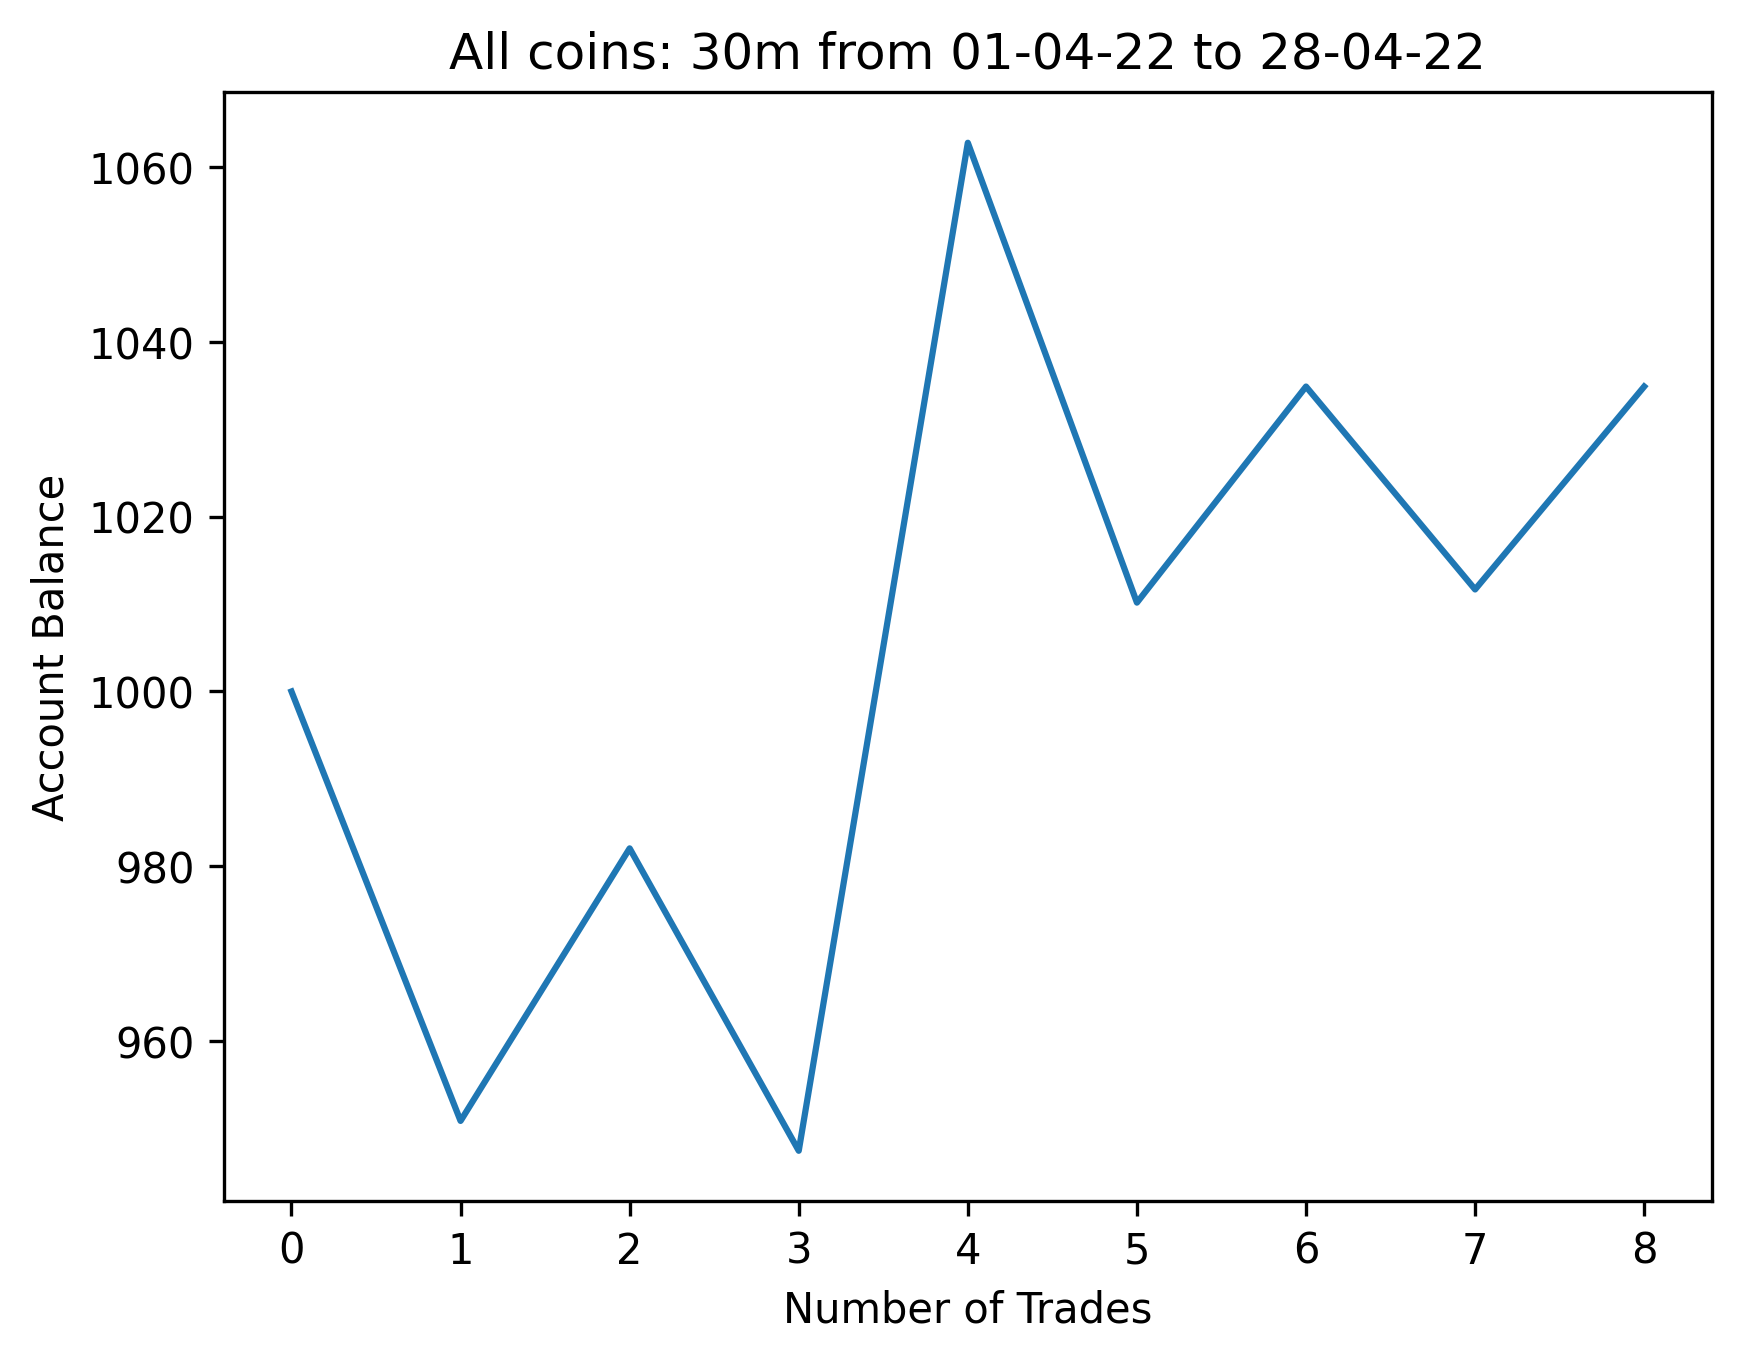 All coins: 30m from 01-04-22 to 28-04-22
Account Balance
1060
1040
1020
1000
980
960
0 1 2 3 4 5 6 7 8
Number of Trades